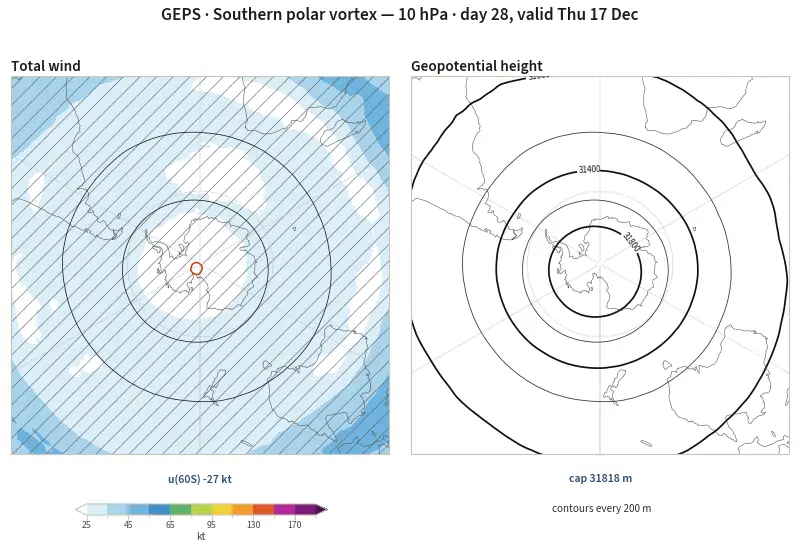 GEPS · Southern polar vortex — 10 hPa · day 28, valid Thu 17 Dec
Total wind
Geopotential height
31400
31800
u(60S) -27 kt
cap 31818 m
contours every 200 m
25 45 65 95 130 170
kt